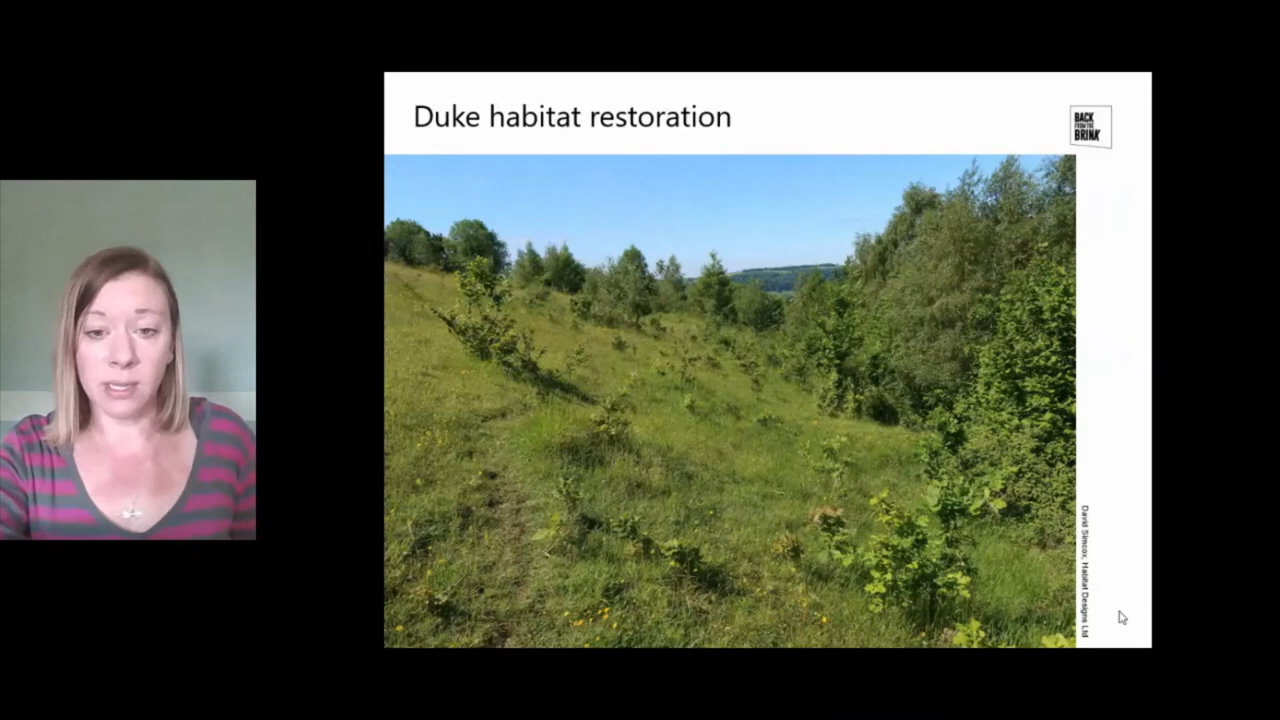 Duke habitat restoration
BACK
FROM THE
BRINK
David Simcox, Habitat Designs Ltd